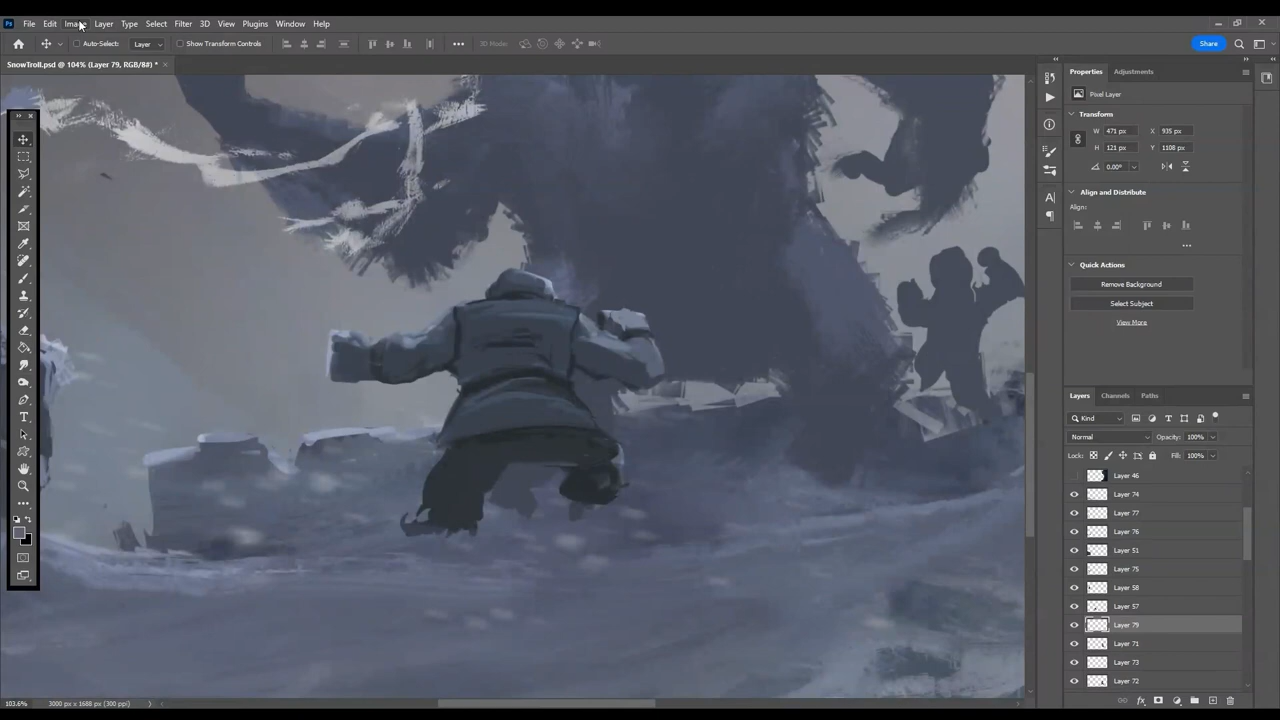 Ps File Edit Image Layer Type Select Filter 3D View Plugins Window Help
Auto-Select: Layer Show Transform Controls 3D Mode: Share
SnowTroll.psd @ 104% (Layer 79, RGB/8#) *
Properties Adjustments
Pixel Layer
Transform
W 471 px X 935 px
H 121 px Y 1108 px
0.00°
Align and Distribute
Align:
Quick Actions
Remove Background
Select Subject
View More
Layers Channels Paths
Kind
Normal Opacity: 100%
Lock: Fill: 100%
Layer 46
Layer 74
Layer 77
Layer 76
Layer 51
Layer 75
Layer 58
Layer 57
Layer 79
Layer 71
Layer 73
Layer 72
103.6% 3000 px x 1688 px (300 ppi)